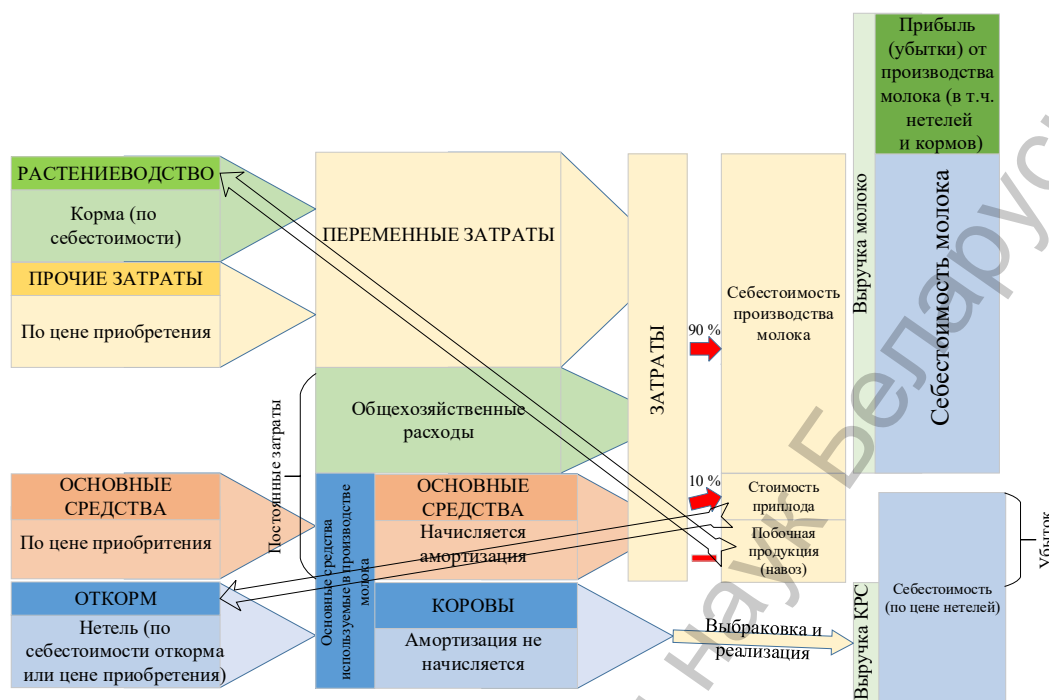 РАСТЕНИЕВОДСТВО
Корма (по
себестоимости)
ПРОЧИЕ ЗАТРАТЫ
По цене приобретения
ОСНОВНЫЕ
СРЕДСТВА
По цене приобритения
ОТКОРМ
Нетель (по
себестоимости откорма
или цене приобретения)
Постоянные затраты
ПЕРЕМЕННЫЕ ЗАТРАТЫ
Общехозяйственные
расходы
Основные средства
используемые в производстве
молока
ОСНОВНЫЕ
СРЕДСТВА
Начисляется
амортизация
КОРОВЫ
Амортизация не
начисляется
ЗАТРАТЫ
90 %
10 %
Себестоимость
производства
молока
Стоимость
приплода
Побочная
продукция
(навоз)
Выбраковка и
реализация
Выручка молоко
Прибыль
(убытки) от
производства
молока (в т.ч.
нетелей
и кормов)
Себестоимость молока
Выручка КРС
Себестоимость
(по цене нетелей)
Убыток
наук Беларуси